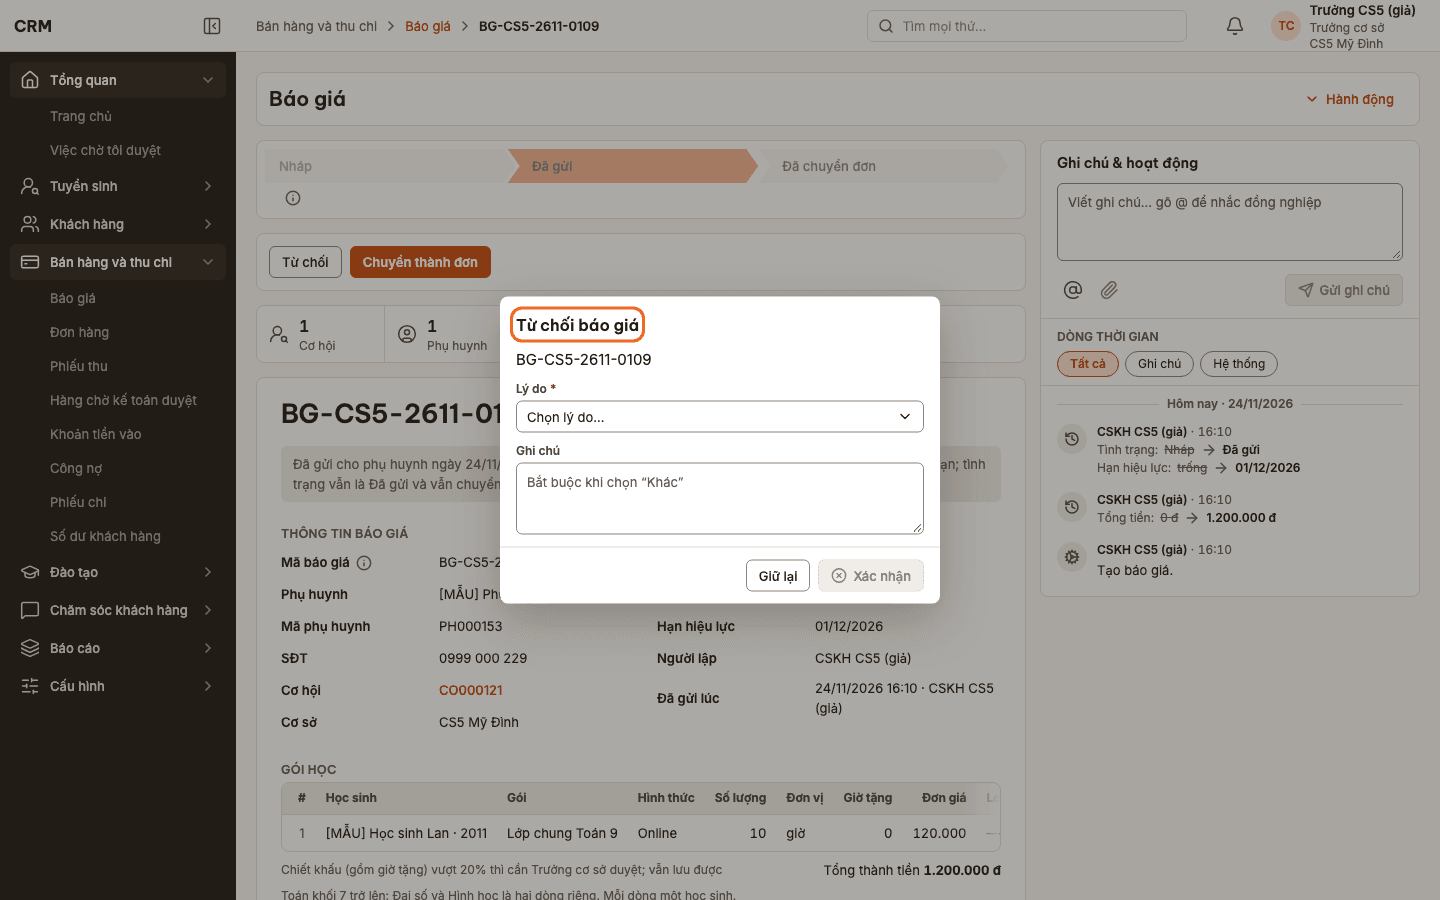 CRM
Bán hàng và thu chi > Báo giá > BG-CS5-2611-0109
Tìm mọi thứ...
TC
Trưởng CS5 (giả)
Trưởng cơ sở
CS5 Mỹ Đình
Tổng quan
Trang chủ
Việc chờ tôi duyệt
Tuyển sinh
Khách hàng
Bán hàng và thu chi
Báo giá
Đơn hàng
Phiếu thu
Hàng chờ kế toán duyệt
Khoản tiền vào
Công nợ
Phiếu chi
Số dư khách hàng
Đào tạo
Chăm sóc khách hàng
Báo cáo
Cấu hình
Báo giá
Hành động
Nháp
Đã gửi
Đã chuyển đơn
Từ chối
Chuyển thành đơn
1
Cơ hội
1
Phụ huynh
BG-CS5-2611-01
Đã gửi cho phụ huynh ngày 24/11/
ạn; tình
trạng vẫn là Đã gửi và vẫn chuyển
THÔNG TIN BÁO GIÁ
Mã báo giá BG-CS5-2
Phụ huynh [MẪU] Ph
Mã phụ huynh PH000153
Hạn hiệu lực 01/12/2026
SĐT 0999 000 229
Người lập CSKH CS5 (giả)
Cơ hội CO000121
Đã gửi lúc 24/11/2026 16:10 · CSKH CS5
(giả)
Cơ sở CS5 Mỹ Đình
GÓI HỌC
# Học sinh Gói Hình thức Số lượng Đơn vị Giờ tặng Đơn giá
1 [MẪU] Học sinh Lan · 2011 Lớp chung Toán 9 Online 10 giờ 0 120.000
Chiết khấu (gồm giờ tặng) vượt 20% thì cần Trưởng cơ sở duyệt; vẫn lưu được
Tổng thành tiền 1.200.000 đ
Toán khối 7 trở lên: Đại số và Hình học là hai dòng riêng. Mỗi dòng một học sinh.
Từ chối báo giá
BG-CS5-2611-0109
Lý do *
Chọn lý do...
Ghi chú
Bắt buộc khi chọn “Khác”
Giữ lại
Xác nhận
Ghi chú & hoạt động
Viết ghi chú... gõ @ để nhắc đồng nghiệp
Gửi ghi chú
DÒNG THỜI GIAN
Tất cả
Ghi chú
Hệ thống
Hôm nay · 24/11/2026
CSKH CS5 (giả) · 16:10
Tình trạng: Nháp → Đã gửi
Hạn hiệu lực: trống → 01/12/2026
CSKH CS5 (giả) · 16:10
Tổng tiền: 0 đ → 1.200.000 đ
CSKH CS5 (giả) · 16:10
Tạo báo giá.